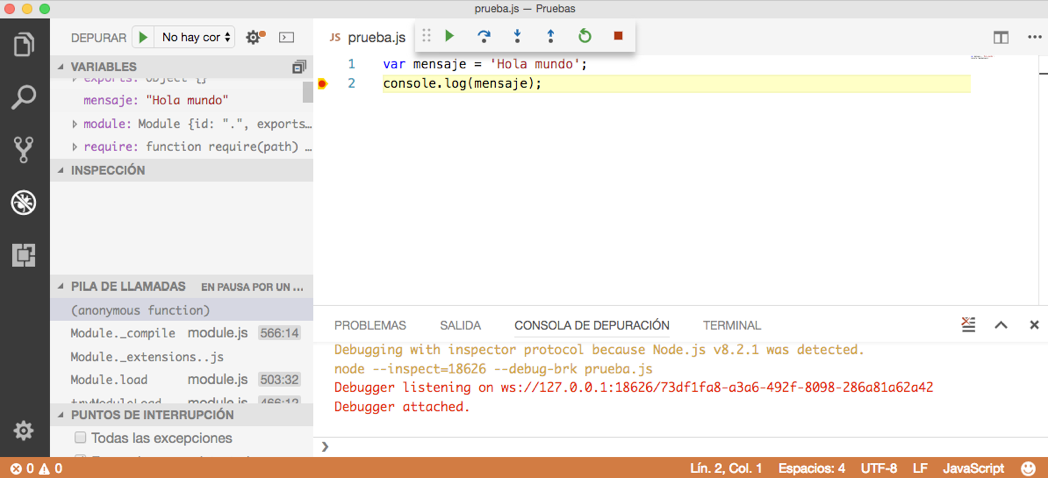 prueba.js — Pruebas
DEPURAR No hay cor
JS prueba.js
VARIABLES
exports: Object {}
mensaje: "Hola mundo"
module: Module {id: ".", exports…
require: function require(path) …
INSPECCIÓN
PILA DE LLAMADAS EN PAUSA POR UN ...
(anonymous function)
Module._compile module.js 566:14
Module._extensions..js
Module.load module.js 503:32
tryModuleLoad module.js 466:12
PUNTOS DE INTERRUPCIÓN
Todas las excepciones
1 var mensaje = 'Hola mundo';
2 console.log(mensaje);
PROBLEMAS SALIDA CONSOLA DE DEPURACIÓN TERMINAL
Debugging with inspector protocol because Node.js v8.2.1 was detected.
node --inspect=18626 --debug-brk prueba.js
Debugger listening on ws://127.0.0.1:18626/73df1fa8-a3a6-492f-8098-286a81a62a42
Debugger attached.
0 0 Lín. 2, Col. 1 Espacios: 4 UTF-8 LF JavaScript